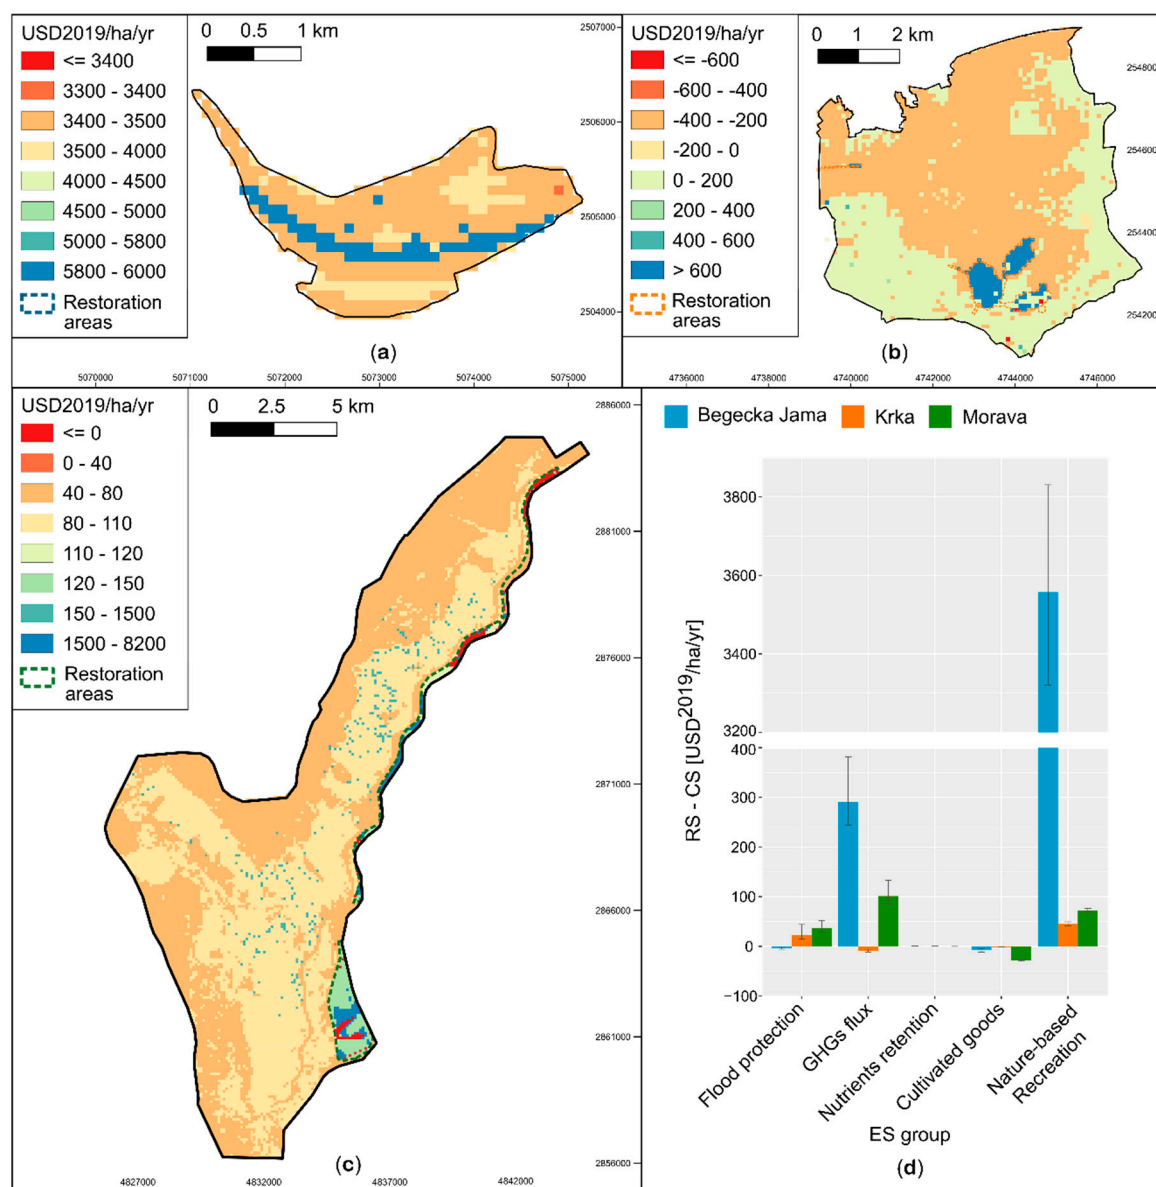 USD2019/ha/yr
<= 3400
3300 - 3400
3400 - 3500
3500 - 4000
4000 - 4500
4500 - 5000
5000 - 5800
5800 - 6000
Restoration
areas
0 0.5 1 km
2507000
2506000
2505000
2504000
(a)
5070000 5071000 5072000 5073000 5074000 5075000
USD2019/ha/yr
<= -600
-600 - -400
-400 - -200
-200 - 0
0 - 200
200 - 400
400 - 600
> 600
Restoration
areas
0 1 2 km
254800
254600
254400
254200
(b)
4736000 4738000 4740000 4742000 4744000 4746000
USD2019/ha/yr
<= 0
0 - 40
40 - 80
80 - 110
110 - 120
120 - 150
150 - 1500
1500 - 8200
Restoration
areas
0 2.5 5 km
2886000
2881000
2876000
2871000
2866000
2861000
2856000
(c)
4827000 4832000 4837000 4842000
Begecka Jama Krka Morava
RS - CS [USD2019/ha/yr]
3800
3600
3400
3200
400
300
200
100
0
−100
Flood protection
GHGs flux
Nutrients retention
Cultivated goods
Nature-based
Recreation
ES group
(d)